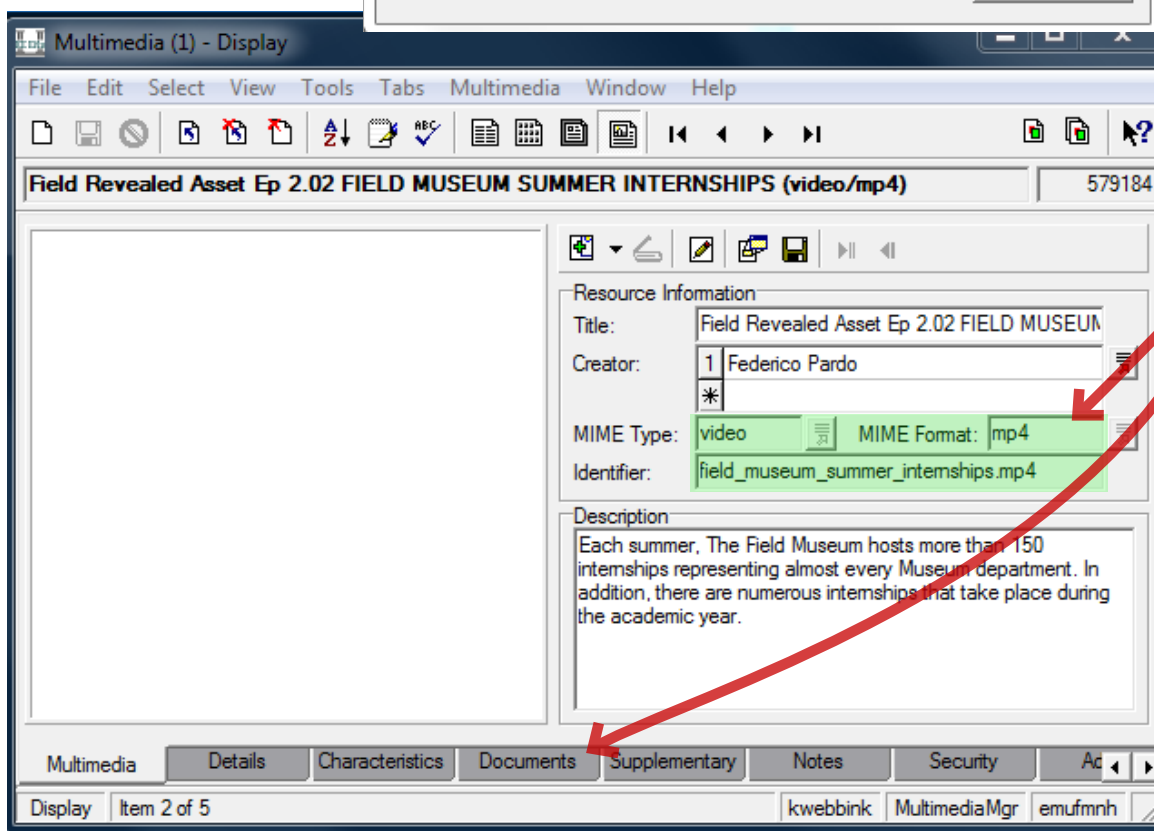 Multimedia (1) - Display
File Edit Select View Tools Tabs Multimedia Window Help
Field Revealed Asset Ep 2.02 FIELD MUSEUM SUMMER INTERNSHIPS (video/mp4) 579184
Resource Information
Title: Field Revealed Asset Ep 2.02 FIELD MUSEUM
Creator: 1 Federico Pardo
*
MIME Type: video MIME Format: mp4
Identifier: field_museum_summer_internships.mp4
Description
Each summer, The Field Museum hosts more than 150
internships representing almost every Museum department. In
addition, there are numerous internships that take place during
the academic year.
Multimedia Details Characteristics Documents Supplementary Notes Security
Display Item 2 of 5 kwebbink MultimediaMgr emufmnh